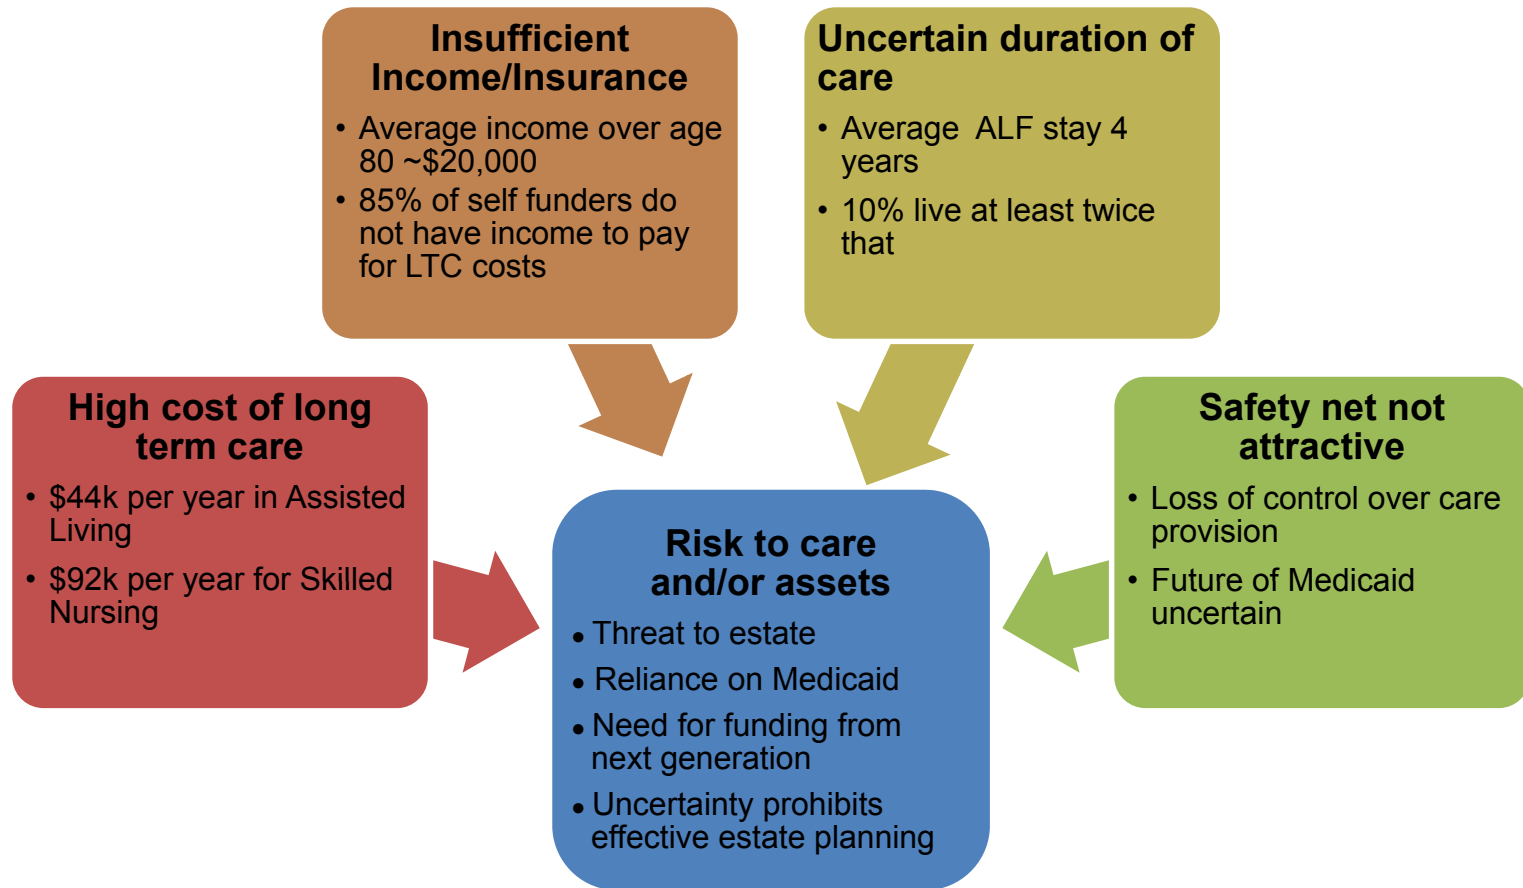 Insufficient
Income/Insurance
• Average income over age
80 ~$20,000
• 85% of self funders do
not have income to pay
for LTC costs
Uncertain duration of
care
• Average ALF stay 4
years
• 10% live at least twice
that
High cost of long
term care
• $44k per year in Assisted
Living
• $92k per year for Skilled
Nursing
Safety net not
attractive
• Loss of control over care
provision
• Future of Medicaid
uncertain
Risk to care
and/or assets
• Threat to estate
• Reliance on Medicaid
• Need for funding from
next generation
• Uncertainty prohibits
effective estate planning